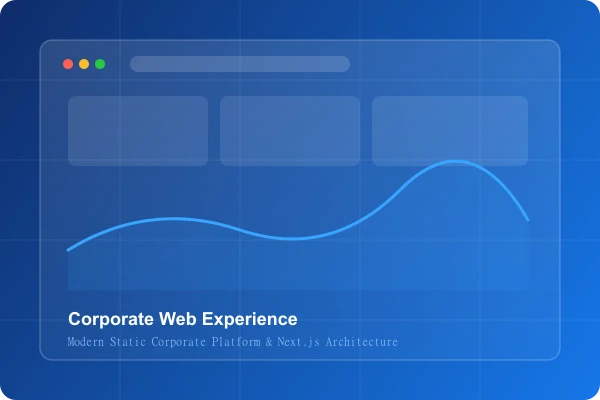 Corporate Web Experience
Modern Static Corporate Platform & Next.js Architecture